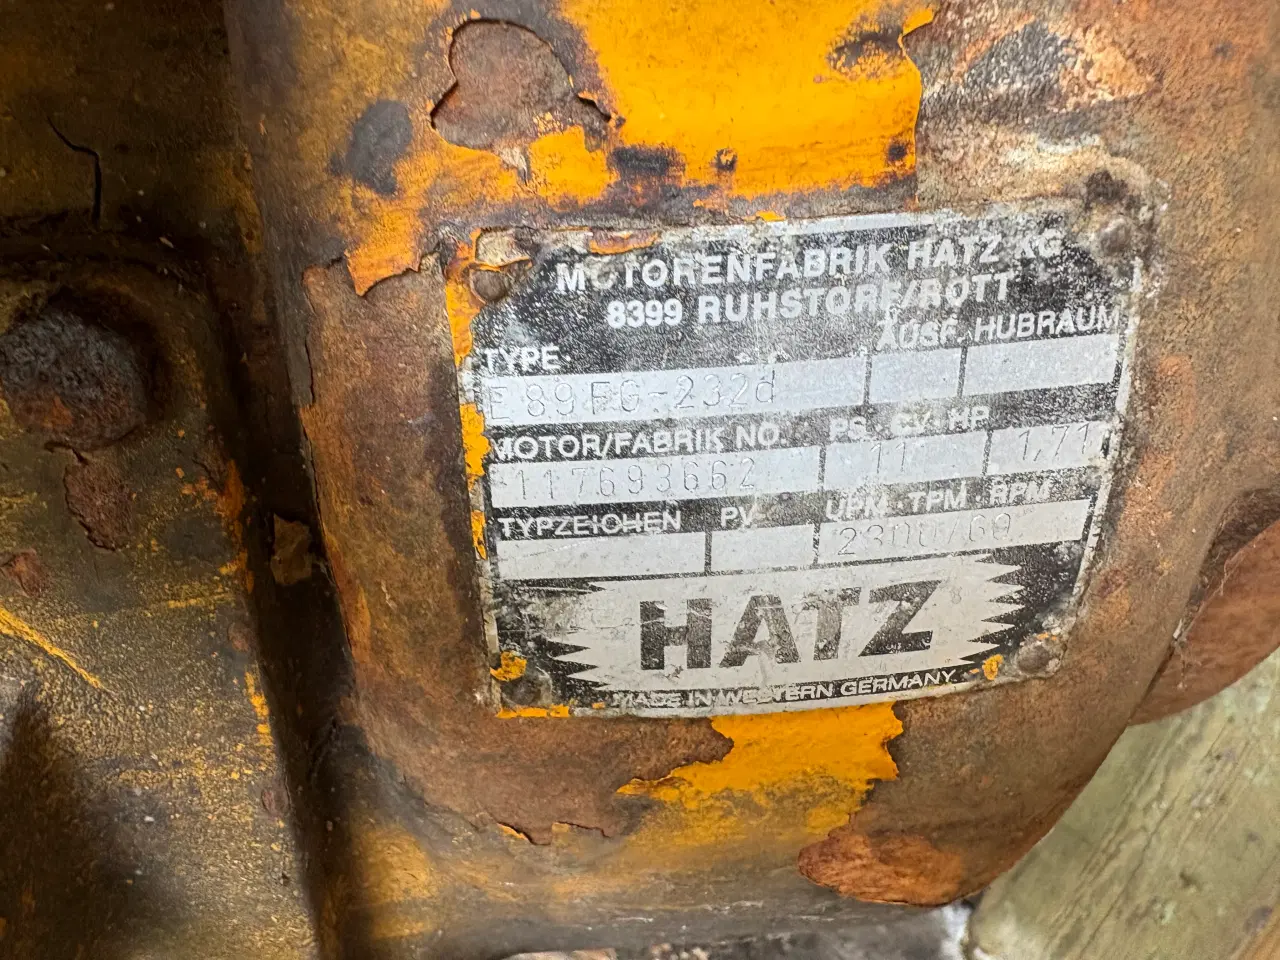 MOTORENFABRIK HATZ KG
8399 RUHSTORF/ROTT
TYPE AUSF. HUBRAUM
E 89 FG-232d
MOTOR/FABRIK NO. PS. CV. HP
117693662 11 1,71
TYPZEICHEN PV UPM. TPM. RPM
2300/60
HATZ
MADE IN WESTERN GERMANY